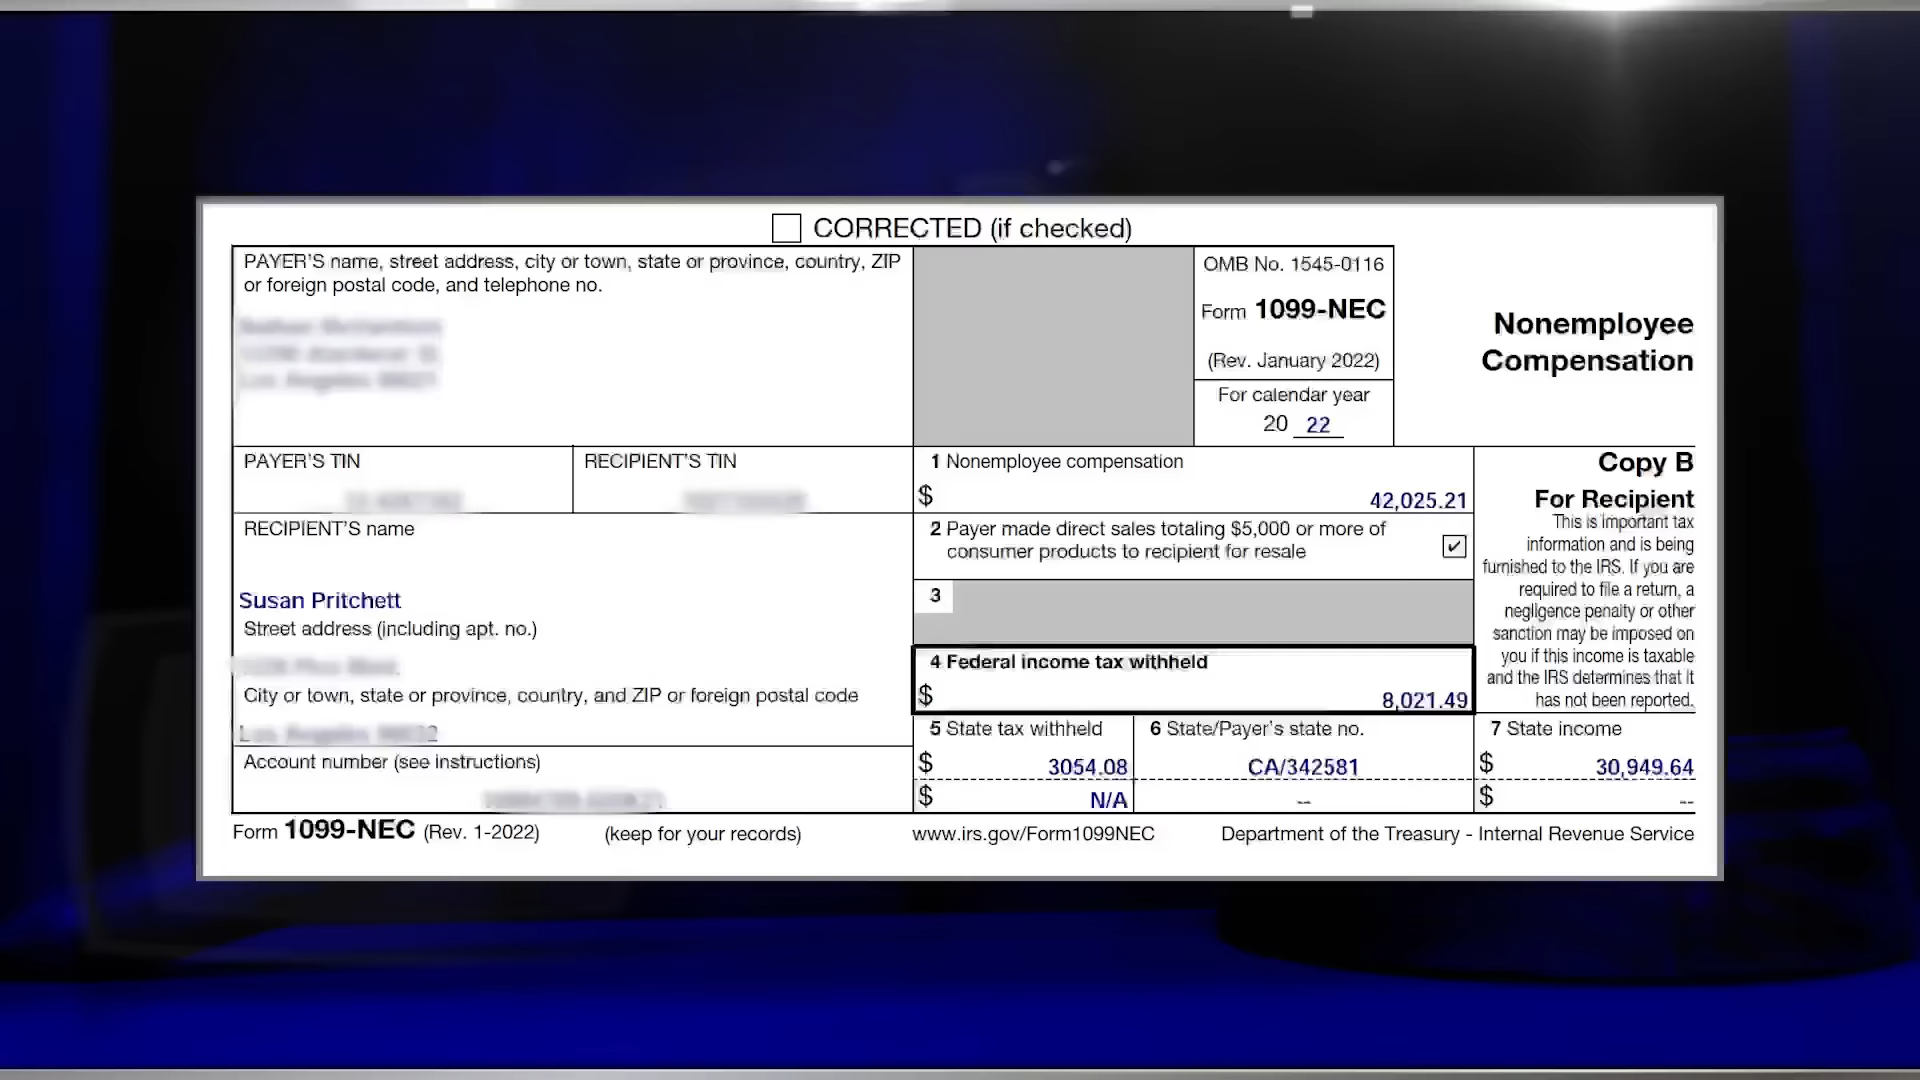 CORRECTED (if checked)
PAYER'S name, street address, city or town, state or province, country, ZIP
or foreign postal code, and telephone no.
OMB No. 1545-0116
Form 1099-NEC
(Rev. January 2022)
For calendar year
20 22
Nonemployee
Compensation
PAYER'S TIN
RECIPIENT'S TIN
1 Nonemployee compensation
$ 42,025.21
Copy B
For Recipient
This is important tax
information and is being
furnished to the IRS. If you are
required to file a return, a
negligence penalty or other
sanction may be imposed on
you if this income is taxable
and the IRS determines that it
has not been reported.
RECIPIENT'S name
Susan Pritchett
2 Payer made direct sales totaling $5,000 or more of
consumer products to recipient for resale
3
Street address (including apt. no.)
4 Federal income tax withheld
$ 8,021.49
City or town, state or province, country, and ZIP or foreign postal code
5 State tax withheld
$ 3054.08
$ N/A
6 State/Payer's state no.
CA/342581
--
7 State income
$ 30,949.64
$ --
Account number (see instructions)
Form 1099-NEC (Rev. 1-2022)
(keep for your records)
www.irs.gov/Form1099NEC
Department of the Treasury - Internal Revenue Service